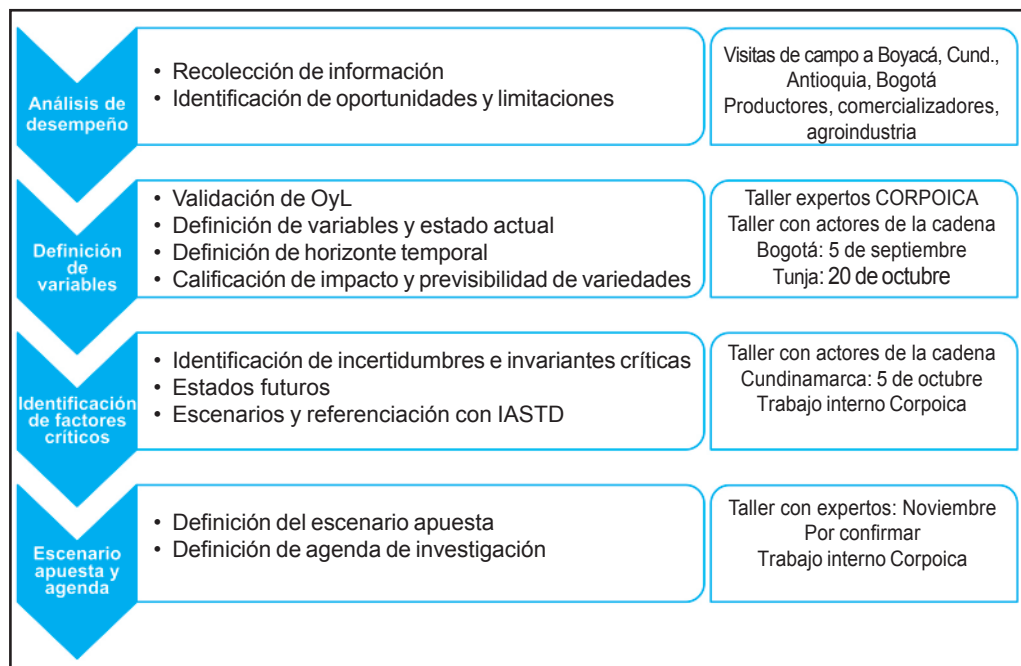 Análisis de
desempeño
• Recolección de información
• Identificación de oportunidades y limitaciones
Visitas de campo a Boyacá, Cund.,
Antioquia, Bogotá
Productores, comercializadores,
agroindustria
Definición
de
variables
• Validación de OyL
• Definición de variables y estado actual
• Definición de horizonte temporal
• Calificación de impacto y previsibilidad de variedades
Taller expertos CORPOICA
Taller con actores de la cadena
Bogotá: 5 de septiembre
Tunja: 20 de octubre
Identificación
de factores
críticos
• Identificación de incertidumbres e invariantes críticas
• Estados futuros
• Escenarios y referenciación con IASTD
Taller con actores de la cadena
Cundinamarca: 5 de octubre
Trabajo interno Corpoica
Escenario
apuesta y
agenda
• Definición del escenario apuesta
• Definición de agenda de investigación
Taller con expertos: Noviembre
Por confirmar
Trabajo interno Corpoica